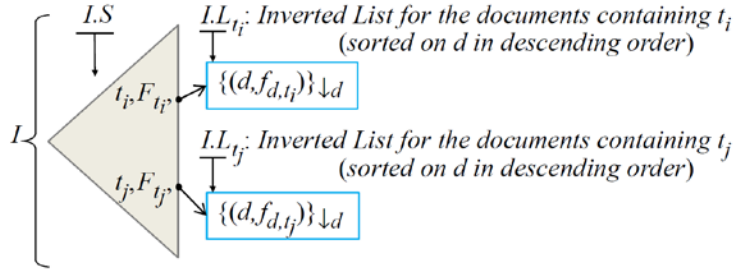 I.S
I.L_{t_i}: Inverted List for the documents containing t_i
(sorted on d in descending order)
t_i, F_{t_i},
{(d,f_{d,t_i})}↓d
I
I.L_{t_j}: Inverted List for the documents containing t_j
(sorted on d in descending order)
t_j, F_{t_j},
{(d,f_{d,t_j})}↓d